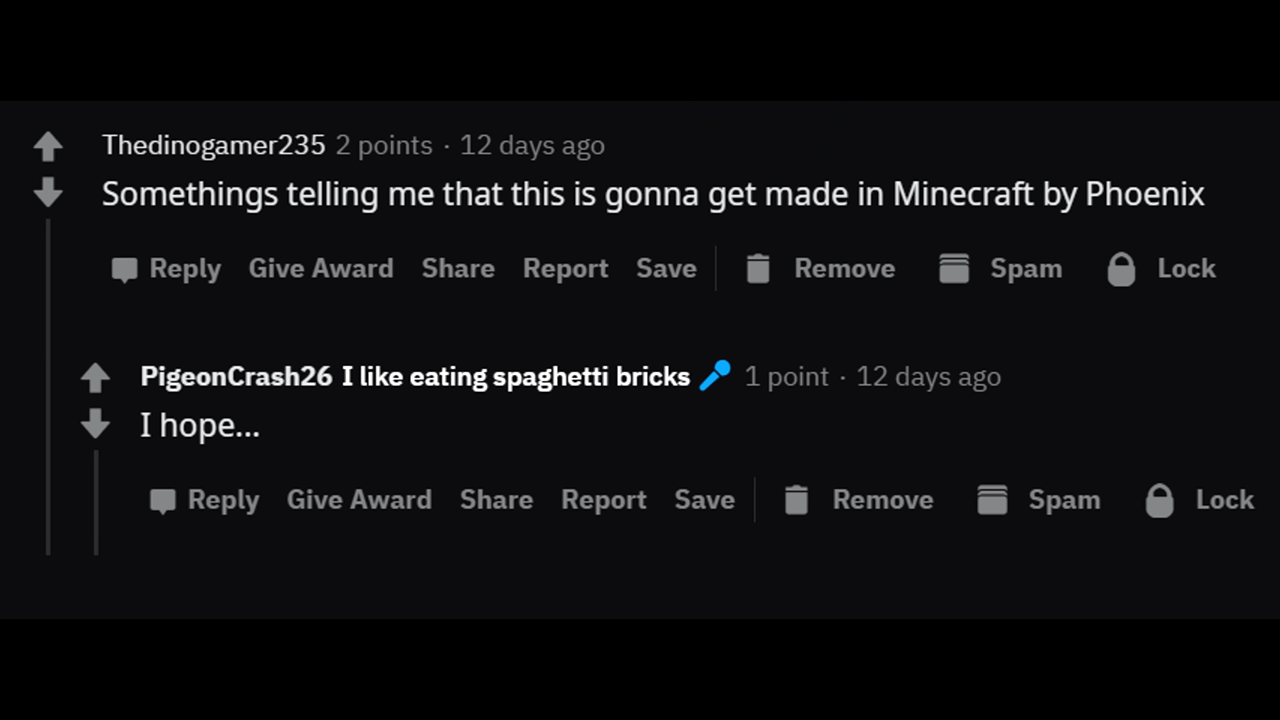 Thedinogamer235 2 points · 12 days ago
Somethings telling me that this is gonna get made in Minecraft by Phoenix
Reply Give Award Share Report Save Remove Spam Lock
PigeonCrash26 I like eating spaghetti bricks 1 point · 12 days ago
I hope...
Reply Give Award Share Report Save Remove Spam Lock